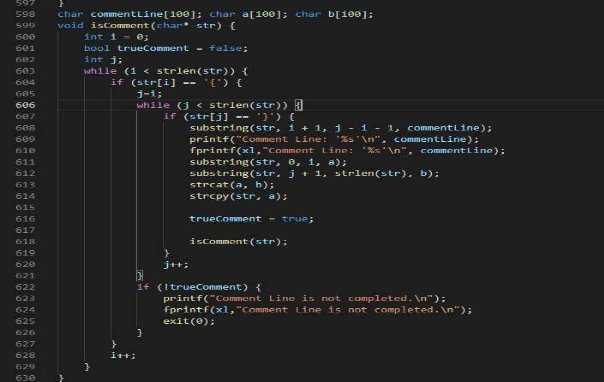 597 }
598 char commentLine[100]; char a[100]; char b[100];
599 void isComment(char* str) {
600 int i = 0;
601 bool trueComment = false;
602 int j;
603 while (i < strlen(str)) {
604 if (str[i] == '{') {
605 j=i;
606 while (j < strlen(str)) {
607 if (str[j] == '}') {
608 substring(str, i + 1, j - i - 1, commentLine);
609 printf("Comment Line: '%s'\n", commentLine);
610 fprintf(xl,"Comment Line: '%s'\n", commentLine);
611 substring(str, 0, i, a);
612 substring(str, j + 1, strlen(str), b);
613 strcat(a, b);
614 strcpy(str, a);
615
616 trueComment = true;
617
618 isComment(str);
619 }
620 j++;
621 }
622 if (!trueComment) {
623 printf("Comment Line is not completed.\n");
624 fprintf(xl,"Comment Line is not completed.\n");
625 exit(0);
626 }
627 }
628 i++;
629 }
630 }